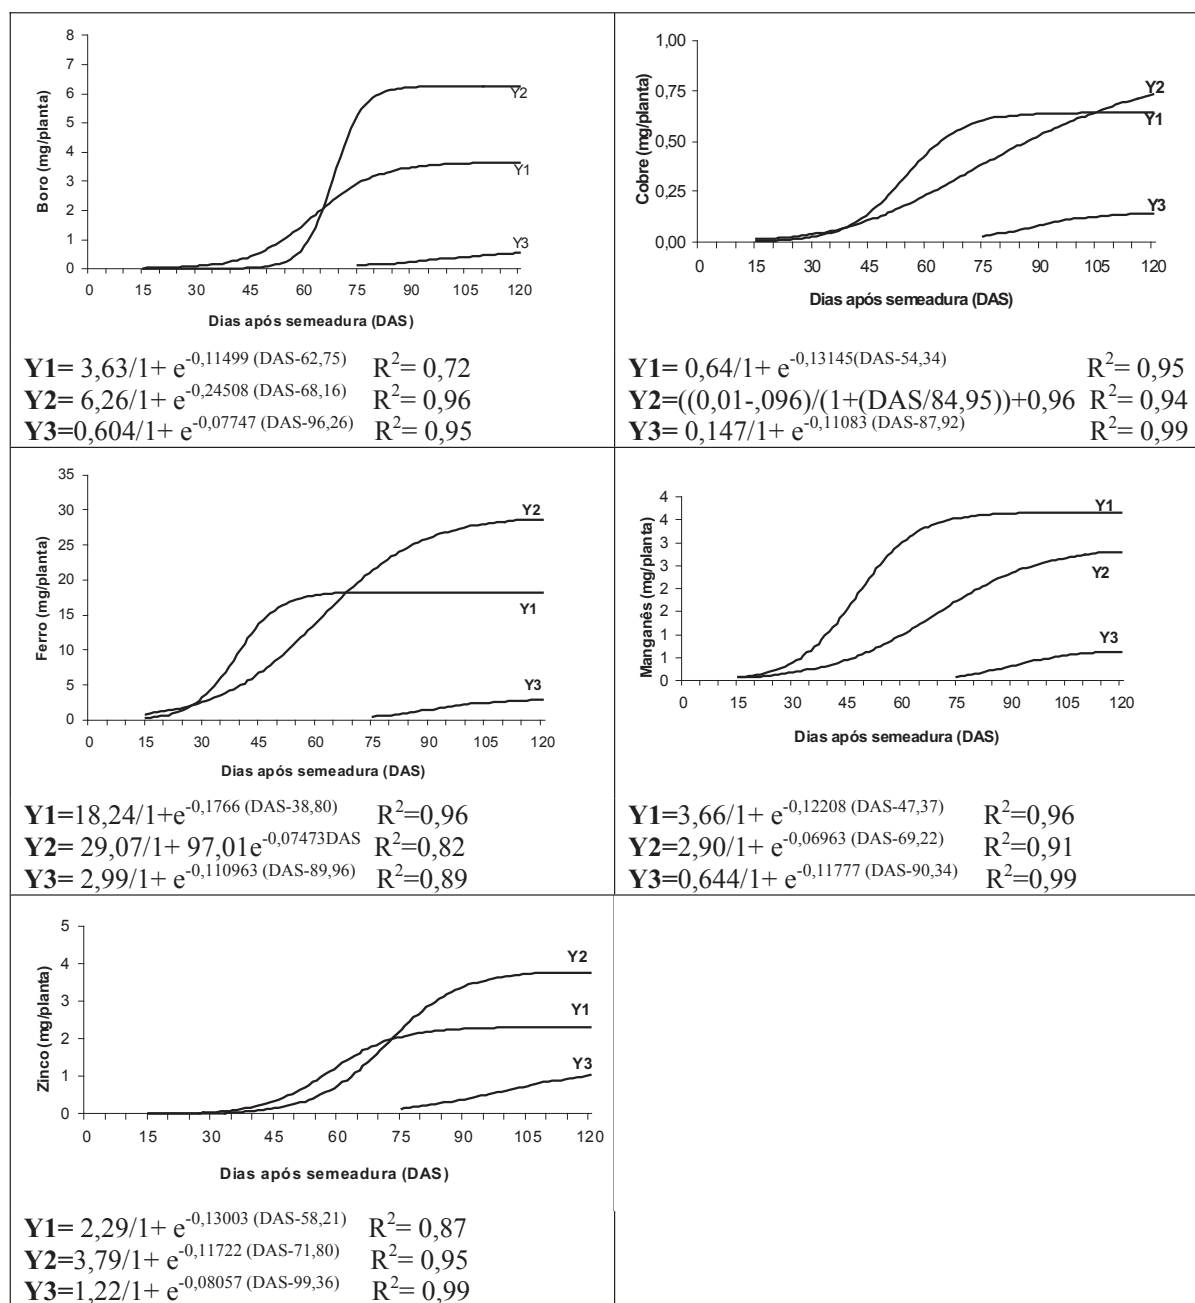 8
7
6
5
4
3
2
1
0
Boro (mg/planta)
Y2
Y1
Y3
0 15 30 45 60 75 90 105 120
Dias após semeadura (DAS)
Y1= 3,63/1+ e^-0,11499 (DAS-62,75) R^2= 0,72
Y2= 6,26/1+ e^-0,24508 (DAS-68,16) R^2= 0,96
Y3=0,604/1+ e^-0,07747 (DAS-96,26) R^2= 0,95
1,00
0,75
0,50
0,25
0,00
Cobre (mg/planta)
Y2
Y1
Y3
0 15 30 45 60 75 90 105 120
Dias após semeadura (DAS)
Y1= 0,64/1+ e^-0,13145(DAS-54,34) R^2= 0,95
Y2=((0,01-,096)/(1+(DAS/84,95))+0,96 R^2= 0,94
Y3= 0,147/1+ e^-0,11083 (DAS-87,92) R^2= 0,99
35
30
25
20
15
10
5
0
Ferro (mg/planta)
Y2
Y1
Y3
0 15 30 45 60 75 90 105 120
Dias após semeadura (DAS)
Y1=18,24/1+e^-0,1766 (DAS-38,80) R^2=0,96
Y2= 29,07/1+ 97,01e^-0,07473DAS R^2=0,82
Y3= 2,99/1+ e^-0,110963 (DAS-89,96) R^2=0,89
4
4
3
3
2
2
1
1
0
Manganês (mg/planta)
Y1
Y2
Y3
0 15 30 45 60 75 90 105 120
Dias após semeadura (DAS)
Y1=3,66/1+ e^-0,12208 (DAS-47,37) R^2=0,96
Y2=2,90/1+ e^-0,06963 (DAS-69,22) R^2=0,91
Y3=0,644/1+ e^-0,11777 (DAS-90,34) R^2=0,99
5
4
3
2
1
0
Zinco (mg/planta)
Y2
Y1
Y3
0 15 30 45 60 75 90 105 120
Dias após semeadura (DAS)
Y1= 2,29/1+ e^-0,13003 (DAS-58,21) R^2= 0,87
Y2=3,79/1+ e^-0,11722 (DAS-71,80) R^2= 0,95
Y3=1,22/1+ e^-0,08057 (DAS-99,36) R^2= 0,99